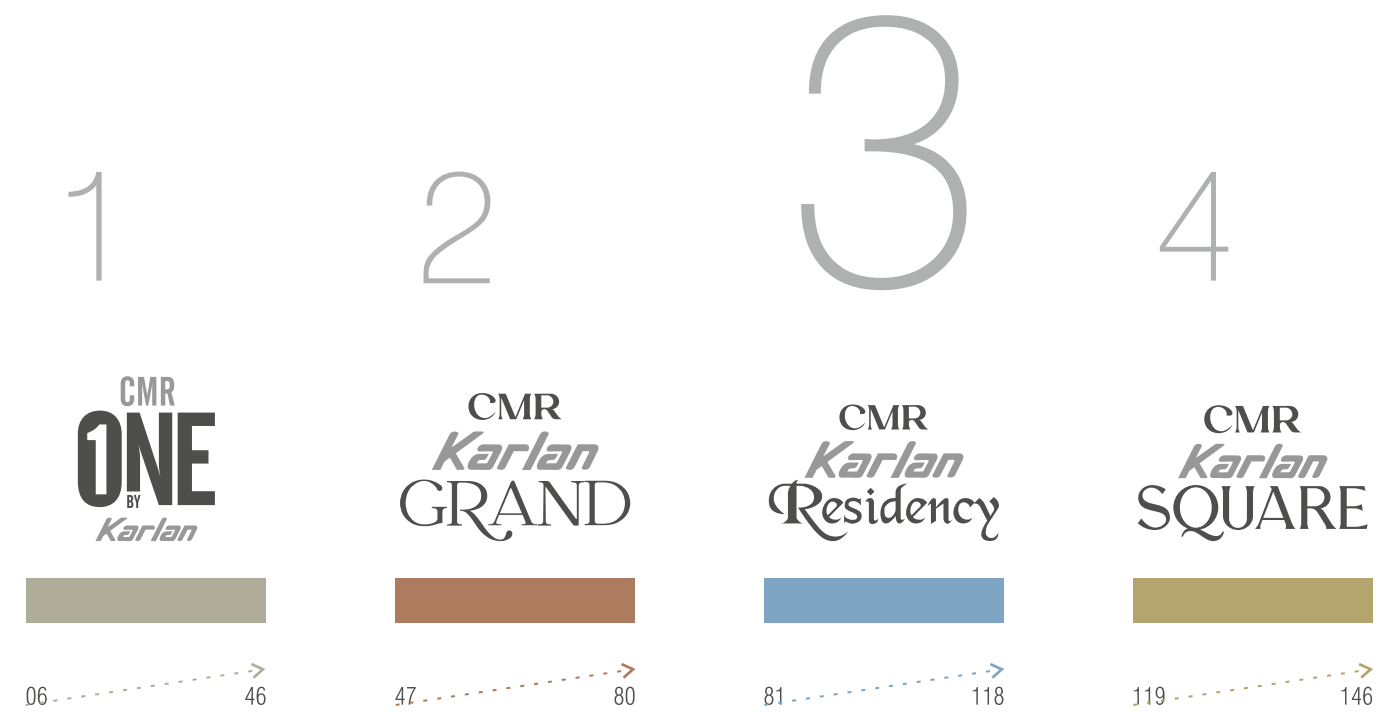 1
CMR
ONE
BY
Karlan
06 46
2
CMR
Karlan
GRAND
47 80
3
CMR
Karlan
Residency
81 118
4
CMR
Karlan
SQUARE
119 146